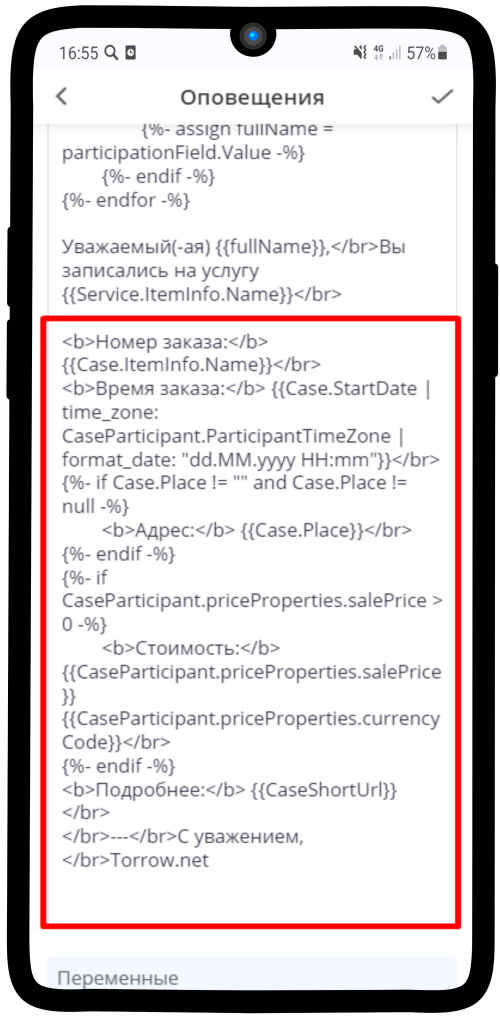 16:55 4G 57%
Оповещения
{%- assign fullName =
participationField.Value -%}
{%- endif -%}
{%- endfor -%}
Уважаемый(-ая) {{fullName}},</br>Вы
записались на услугу
{{Service.ItemInfo.Name}}</br>
<b>Номер заказа:</b>
{{Case.ItemInfo.Name}}</br>
<b>Время заказа:</b> {{Case.StartDate |
time_zone:
CaseParticipant.ParticipantTimeZone |
format_date: "dd.MM.yyyy HH:mm"}}</br>
{%- if Case.Place != "" and Case.Place !=
null -%}
<b>Адрес:</b> {{Case.Place}}</br>
{%- endif -%}
{%- if
CaseParticipant.priceProperties.salePrice >
0 -%}
<b>Стоимость:</b>
{{CaseParticipant.priceProperties.salePrice
}}
{{CaseParticipant.priceProperties.currency
Code}}</br>
{%- endif -%}
<b>Подробнее:</b> {{CaseShortUrl}}
</br>
</br>---</br>С уважением,
</br>Torrow.net
Переменные